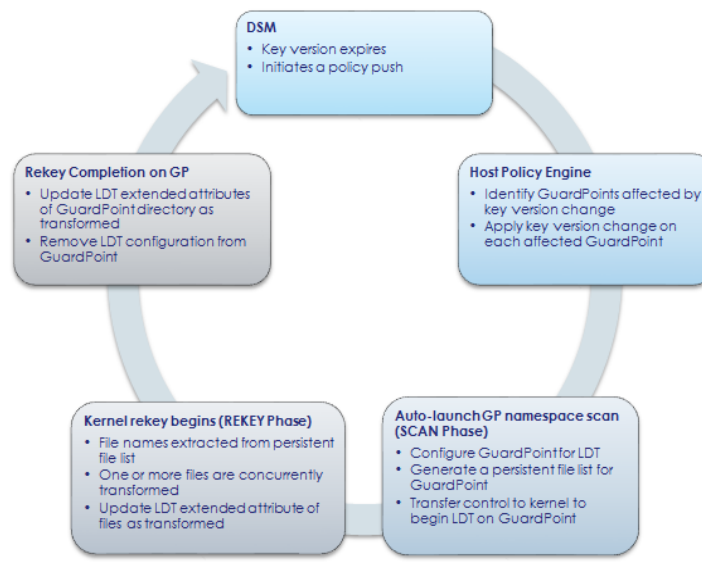 DSM
• Key version expires
• Initiates a policy push
Host Policy Engine
• Identify GuardPoints affected by
key version change
• Apply key version change on
each affected GuardPoint
Auto-launch GP namespace scan
(SCAN Phase)
• Configure GuardPoint for LDT
• Generate a persistent file list for
GuardPoint
• Transfer control to kernel to
begin LDT on GuardPoint
Kernel rekey begins (REKEY Phase)
• File names extracted from persistent
file list
• One or more files are concurrently
transformed
• Update LDT extended attribute of
files as transformed
Rekey Completion on GP
• Update LDT extended attributes
of GuardPoint directory as
transformed
• Remove LDT configuration from
GuardPoint